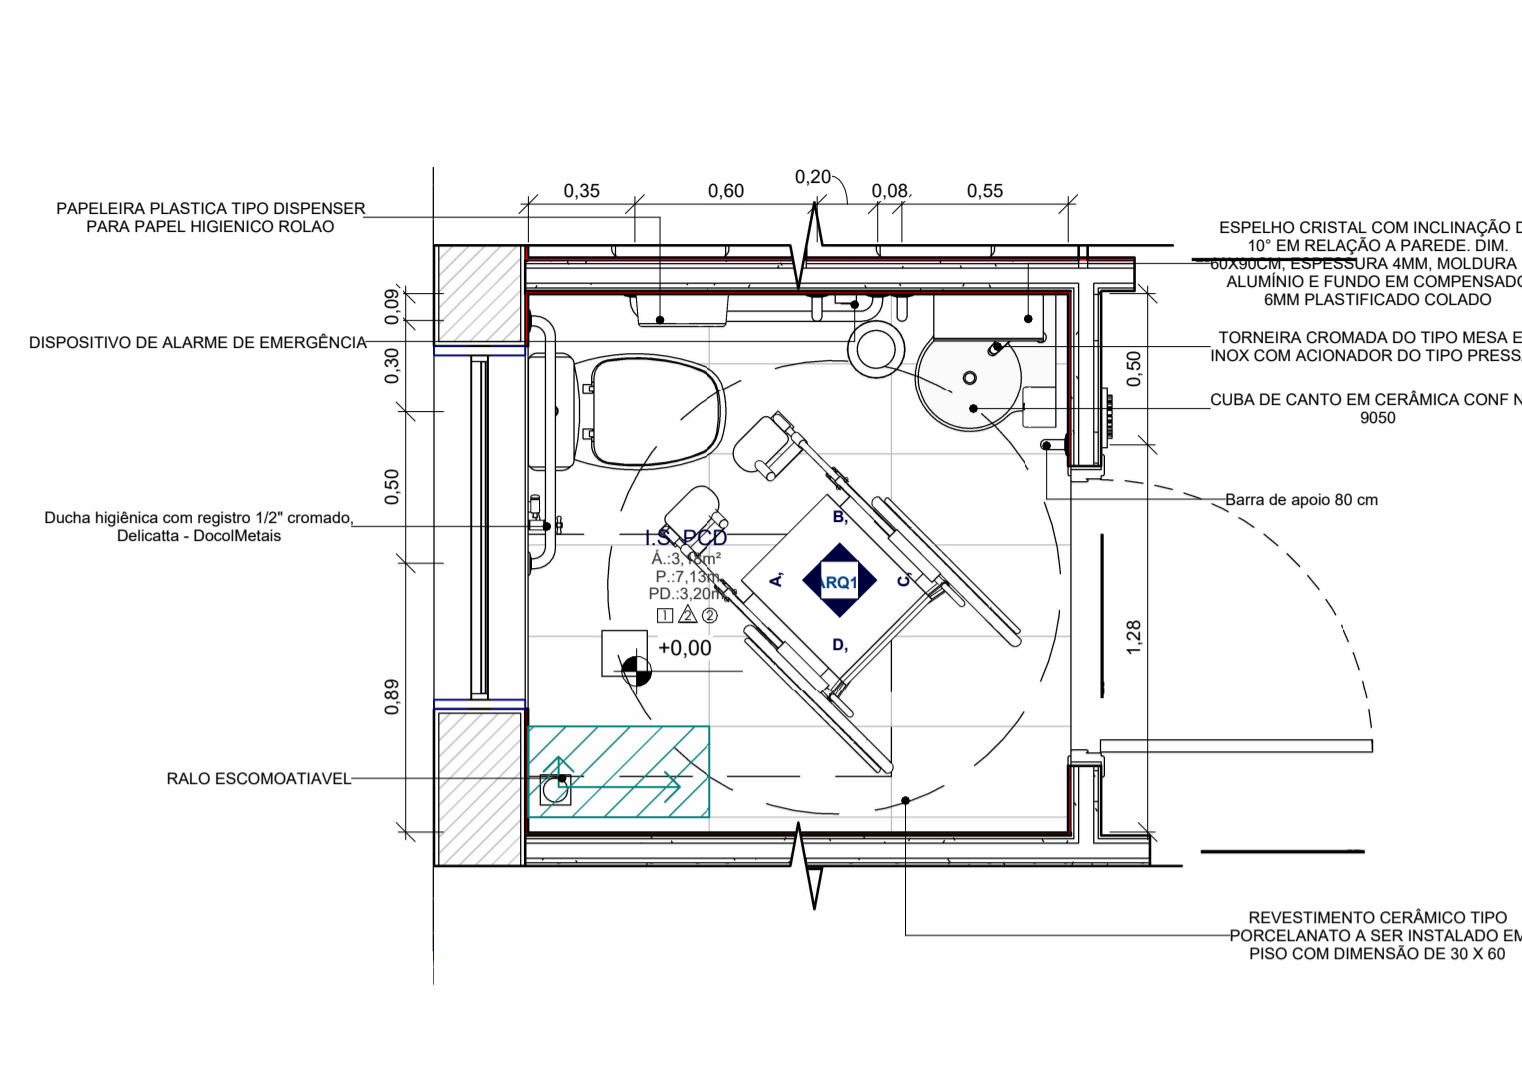 0,35
0,60
0,20
0,08
0,55
PAPELEIRA PLASTICA TIPO DISPENSER
PARA PAPEL HIGIENICO ROLAO
ESPELHO CRISTAL COM INCLINAÇÃO D
10° EM RELAÇÃO A PAREDE. DIM.
60X90CM, ESPESSURA 4MM, MOLDURA
ALUMÍNIO E FUNDO EM COMPENSADO
6MM PLASTIFICADO COLADO
0,09
DISPOSITIVO DE ALARME DE EMERGÊNCIA
0,30
TORNEIRA CROMADA DO TIPO MESA E
INOX COM ACIONADOR DO TIPO PRESS
0,50
CUBA DE CANTO EM CERÂMICA CONF N
9050
0,50
Barra de apoio 80 cm
Ducha higiênica com registro 1/2" cromado,
Delicatta - DocolMetais
I.S. PCD
Á.:3,18m²
P.:7,13m
PD.:3,20m
1 2 2
+0,00
B,
A,
ARQ1
C,
D,
1,28
0,89
RALO ESCOMOATIAVEL
REVESTIMENTO CERÂMICO TIPO
PORCELANATO A SER INSTALADO EM
PISO COM DIMENSÃO DE 30 X 60